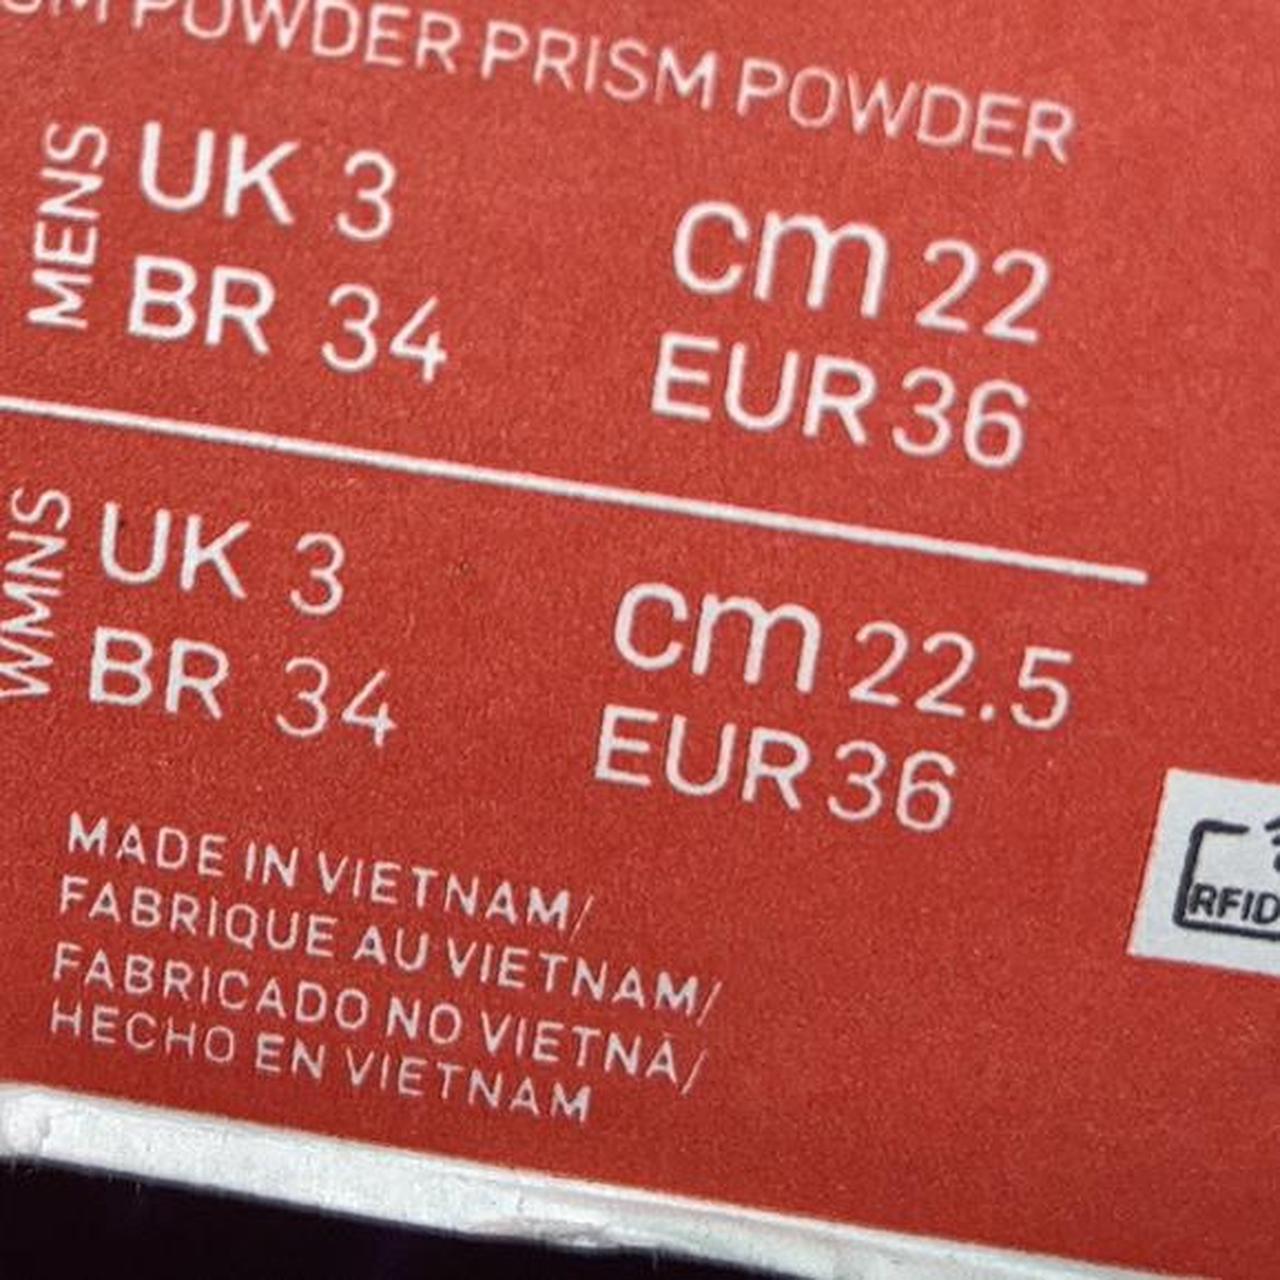 POWDER PRISM POWDER
MENS
UK 3
cm 22
BR 34
EUR 36
WMNS
UK 3
cm 22.5
BR 34
EUR 36
MADE IN VIETNAM/
FABRIQUE AU VIETNAM/
FABRICADO NO VIETNA/
HECHO EN VIETNAM
RFID